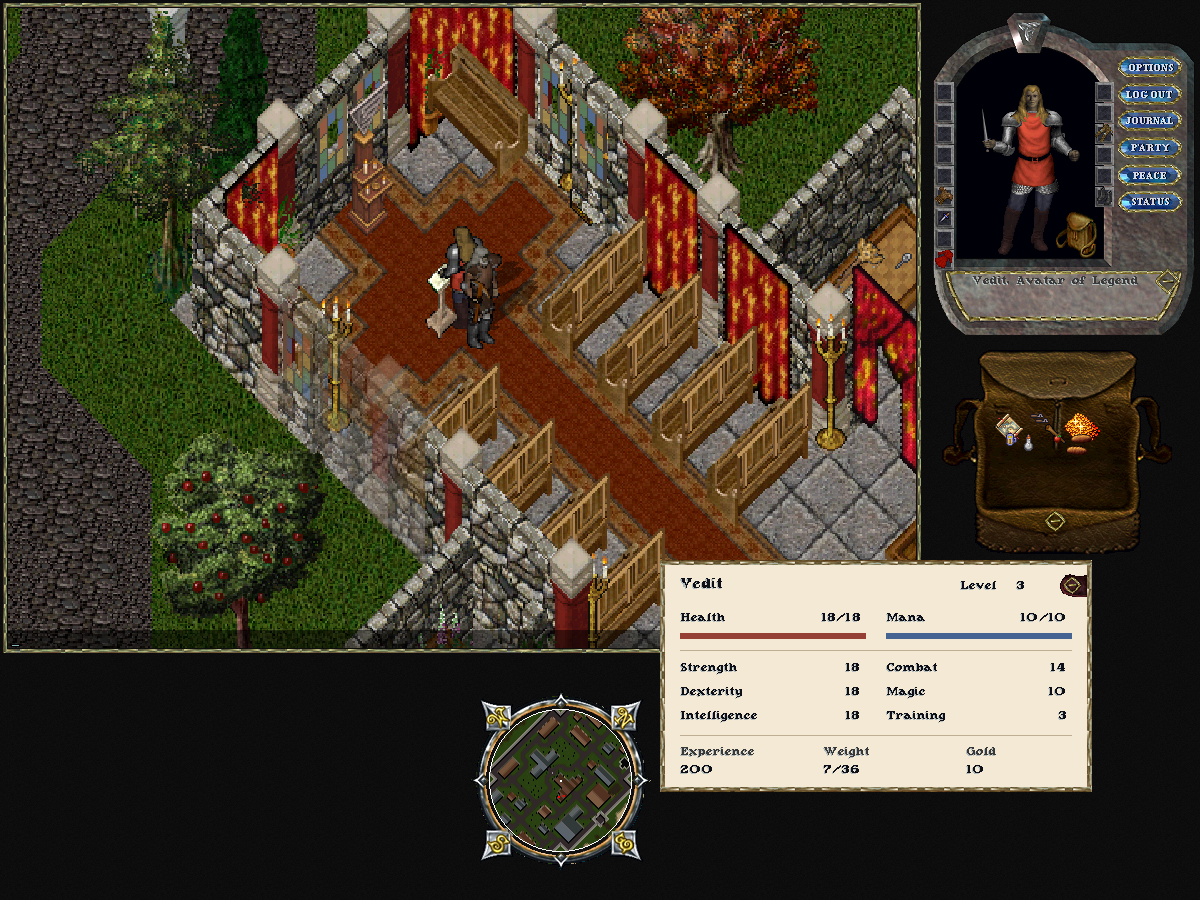 OPTIONS
LOG OUT
JOURNAL
PARTY
PEACE
STATUS
Vedit, Avatar of Legend
Vedit
Level 3
Health 18/18
Mana 10/10
Strength 18
Combat 14
Dexterity 18
Magic 10
Intelligence 18
Training 3
Experience
Weight
Gold
200
7/36
10
W
N
S